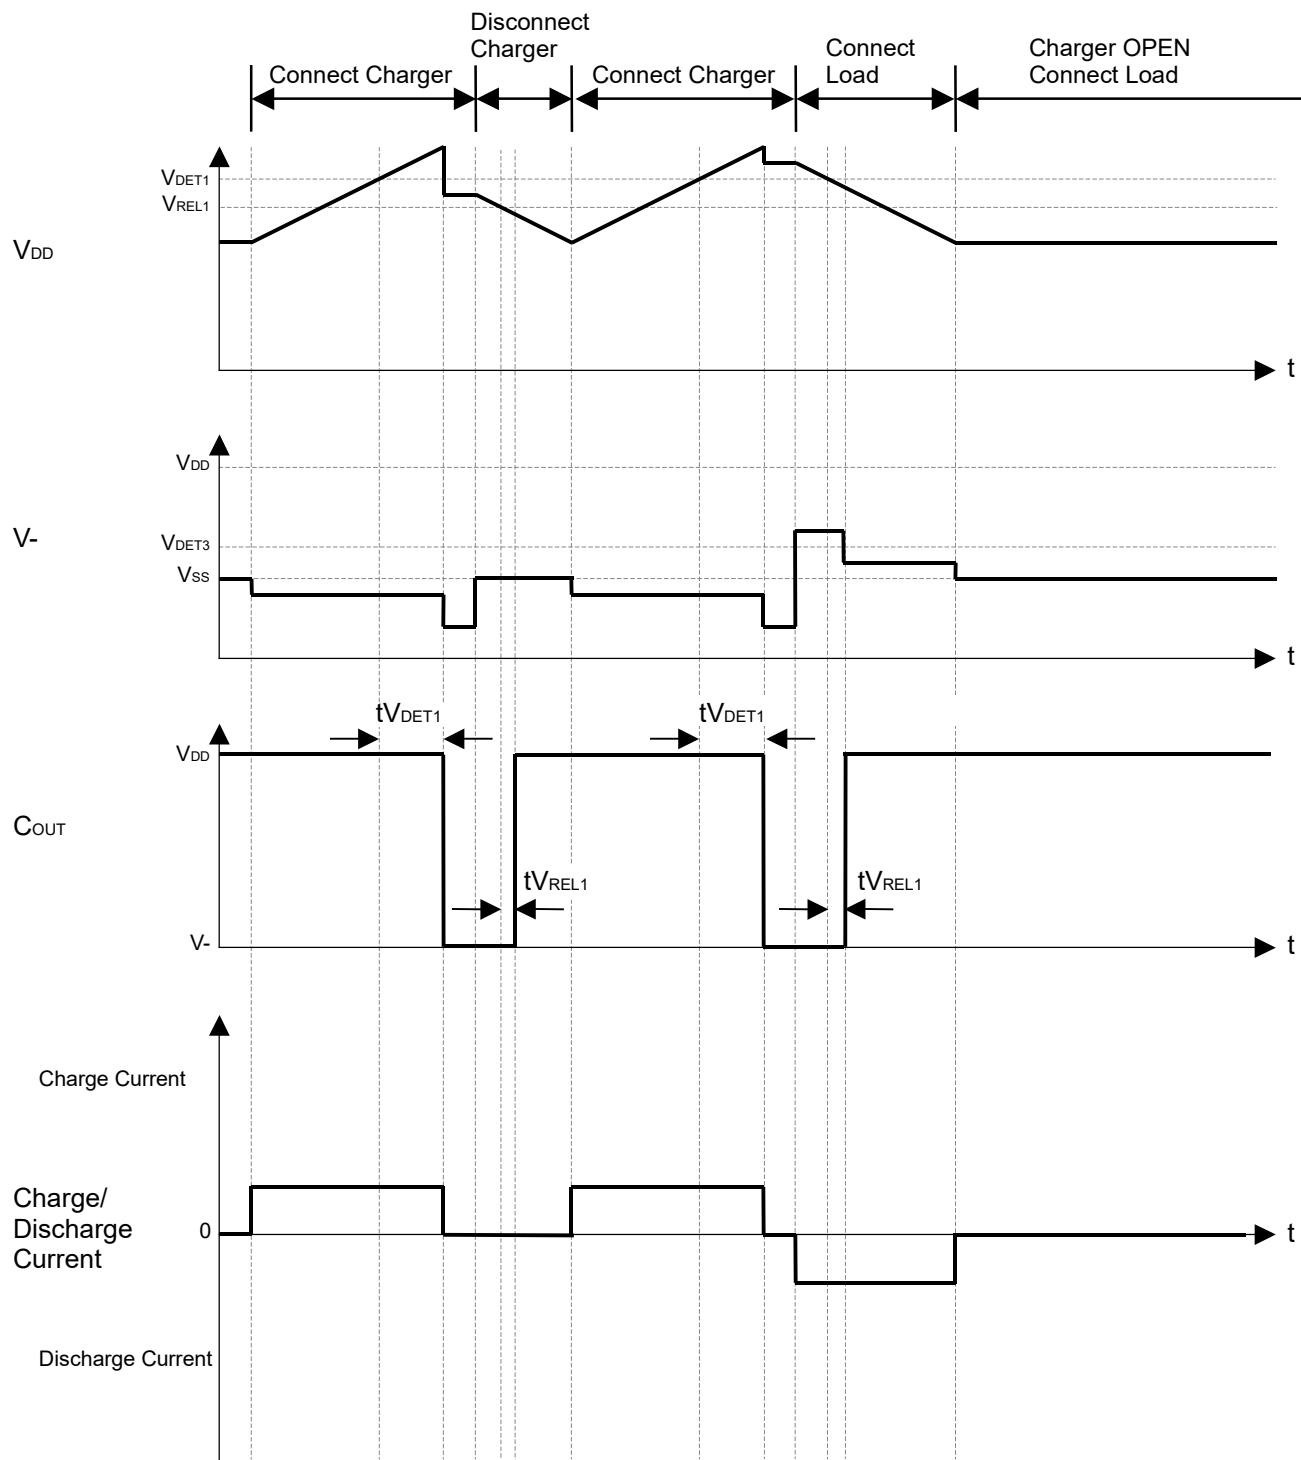 Disconnect
Charger
Connect Charger
Connect Charger
Connect
Load
Charger OPEN
Connect Load
VDET1
VREL1
VDD
t
VDD
V-
VDET3
VSS
t
tVDET1
tVDET1
VDD
COUT
tVREL1
tVREL1
V-
t
Charge Current
Charge/
Discharge
Current
0
t
Discharge Current